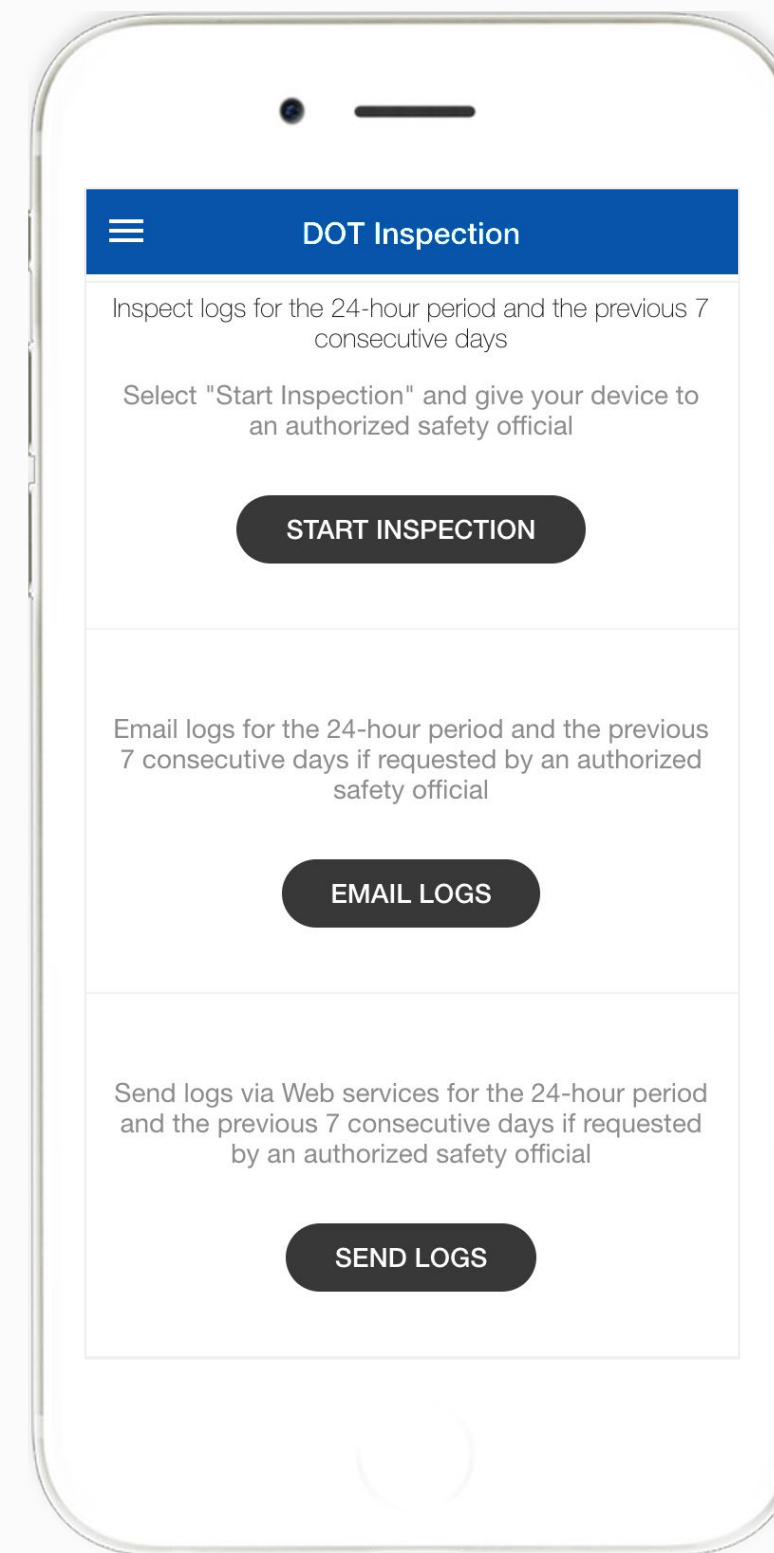 DOT Inspection
Inspect logs for the 24-hour period and the previous 7
consecutive days
Select "Start Inspection" and give your device to
an authorized safety official
START INSPECTION
Email logs for the 24-hour period and the previous
7 consecutive days if requested by an authorized
safety official
EMAIL LOGS
Send logs via Web services for the 24-hour period
and the previous 7 consecutive days if requested
by an authorized safety official
SEND LOGS